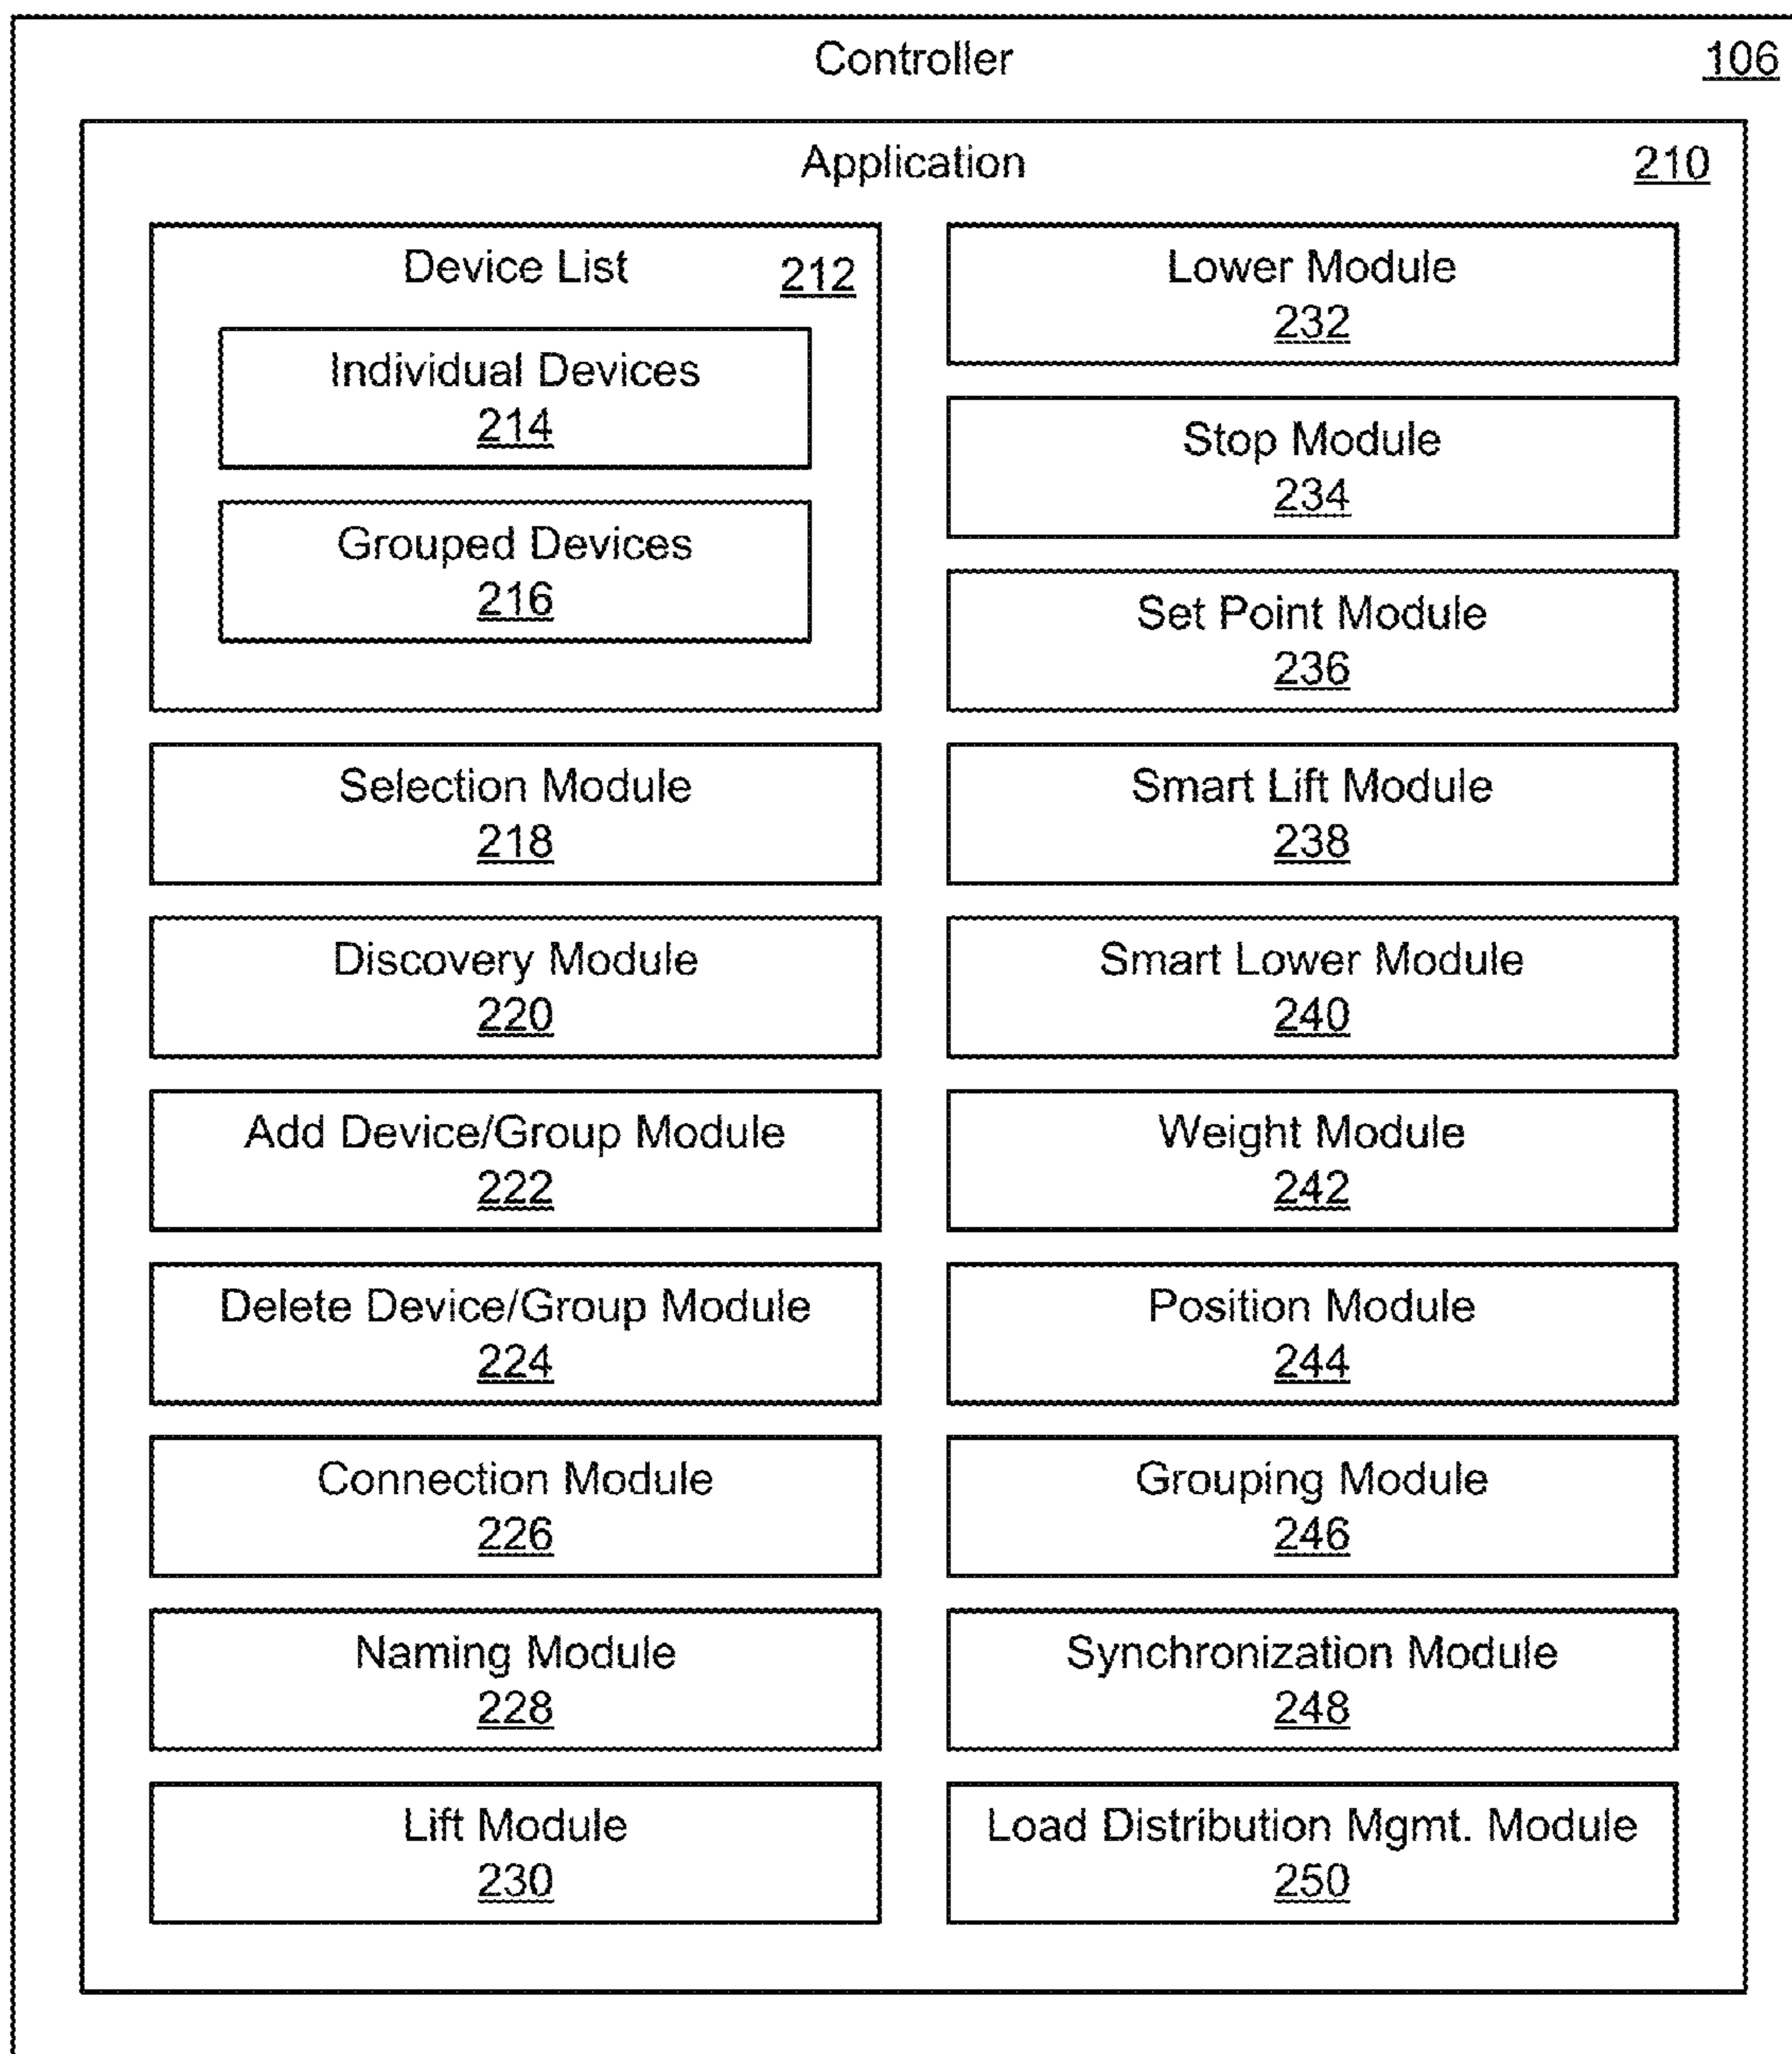 Controller 106
Application 210
Device List 212
Individual Devices
214
Grouped Devices
216
Selection Module
218
Discovery Module
220
Add Device/Group Module
222
Delete Device/Group Module
224
Connection Module
226
Naming Module
228
Lift Module
230
Lower Module
232
Stop Module
234
Set Point Module
236
Smart Lift Module
238
Smart Lower Module
240
Weight Module
242
Position Module
244
Grouping Module
246
Synchronization Module
248
Load Distribution Mgmt. Module
250